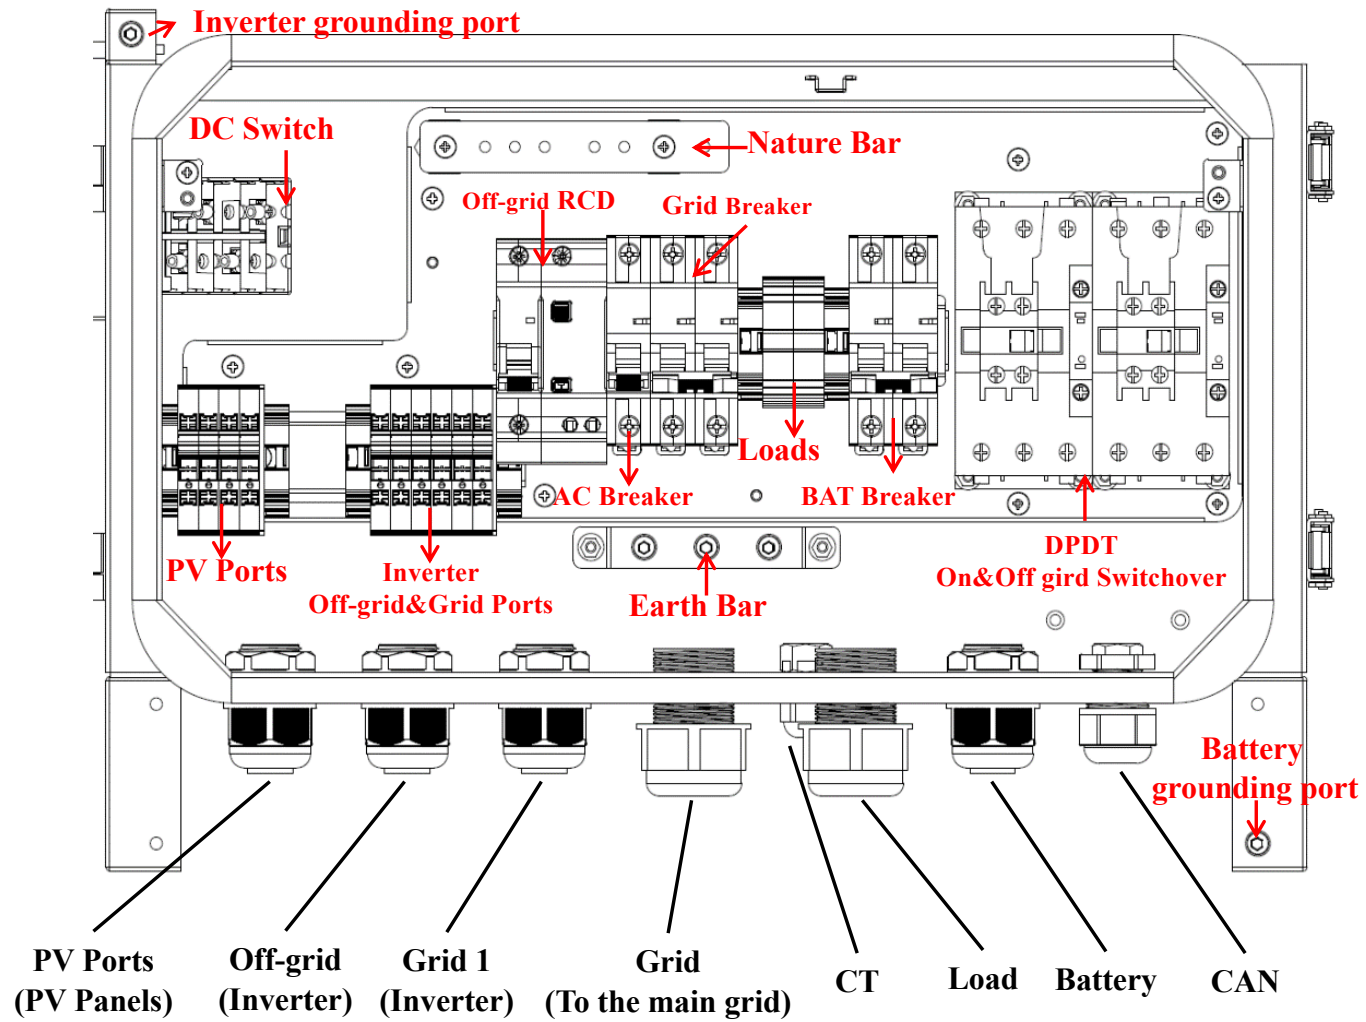 Inverter grounding port
DC Switch
Nature Bar
Off-grid RCD
Grid Breaker
Loads
AC Breaker
BAT Breaker
PV Ports
Inverter
Off-grid&Grid Ports
Earth Bar
DPDT
On&Off gird Switchover
Battery
grounding port
PV Ports
(PV Panels)
Off-grid
(Inverter)
Grid 1
(Inverter)
Grid
(To the main grid)
CT
Load
Battery
CAN